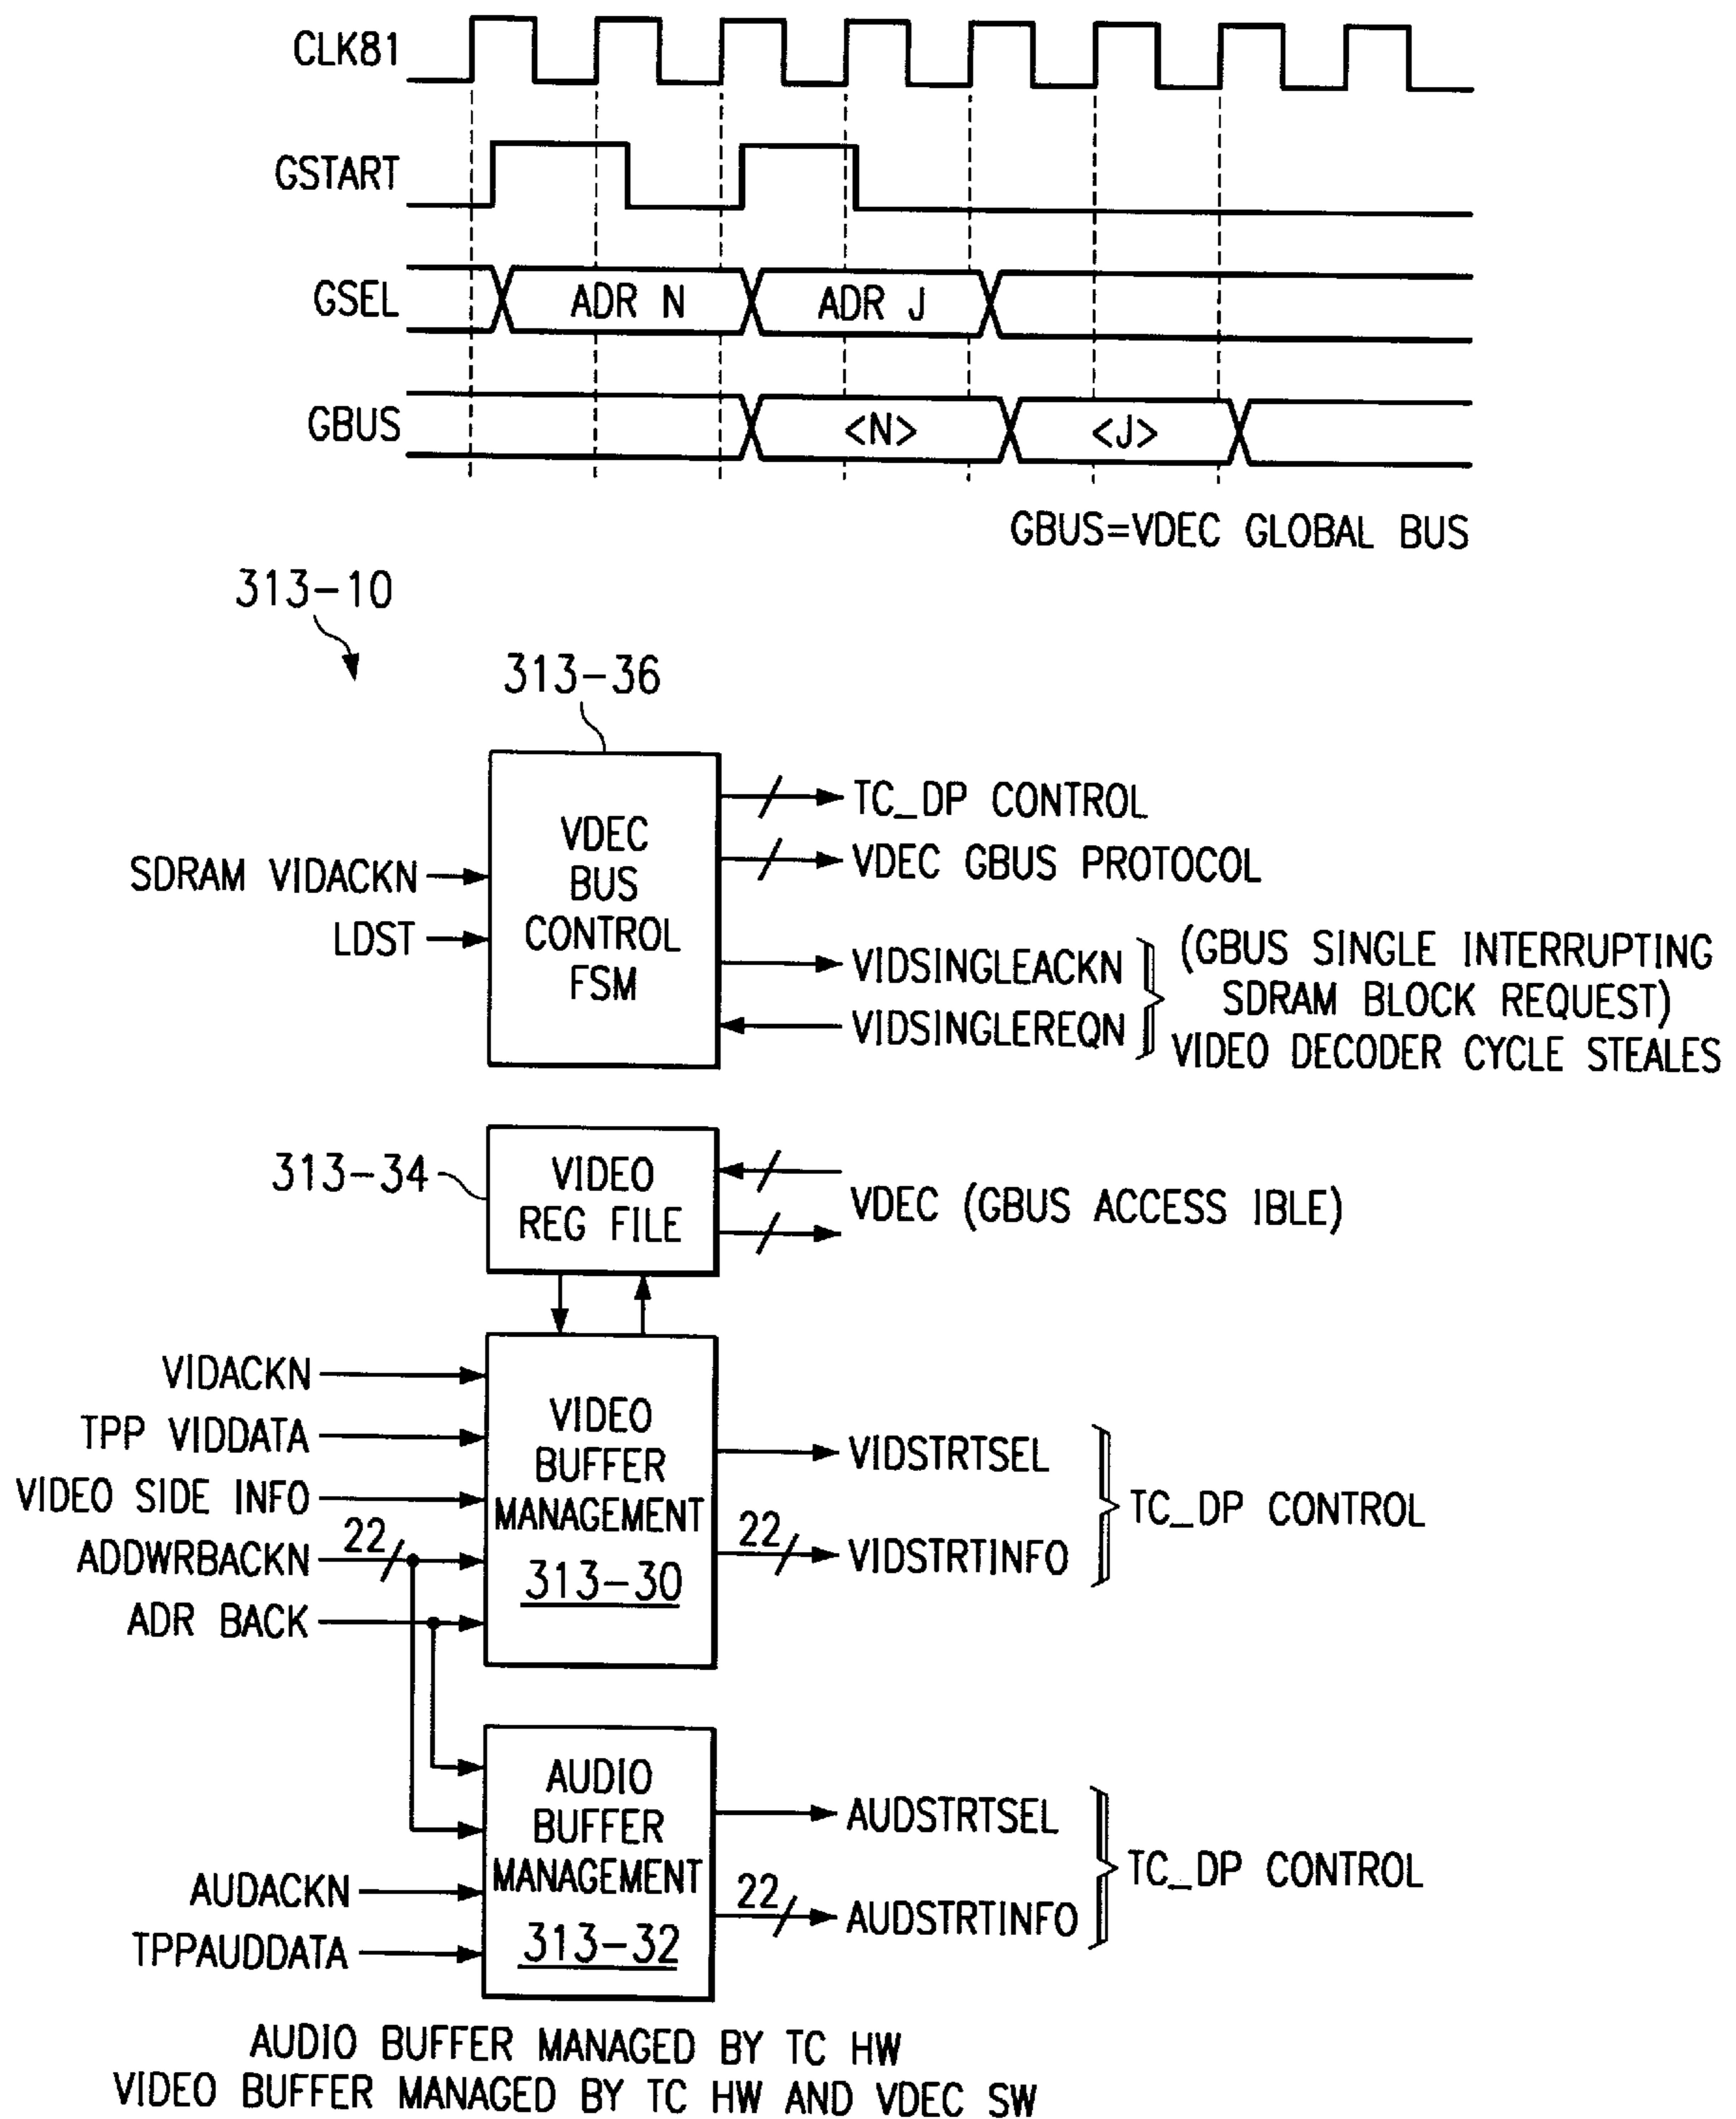 CLK81
GSTART
GSEL
ADR N
ADR J
GBUS
<N>
<J>
GBUS=VDEC GLOBAL BUS
313-10
313-36
VDEC
BUS
CONTROL
FSM
SDRAM VIDACKN
LDST
TC_DP CONTROL
VDEC GBUS PROTOCOL
VIDSINGLEACKN
VIDSINGLEREQN
(GBUS SINGLE INTERRUPTING
SDRAM BLOCK REQUEST)
VIDEO DECODER CYCLE STEALES
313-34
VIDEO
REG FILE
VDEC (GBUS ACCESS IBLE)
VIDACKN
TPP VIDDATA
VIDEO SIDE INFO
ADDWRBACKN
22
ADR BACK
VIDEO
BUFFER
MANAGEMENT
313-30
VIDSTRTSEL
22
VIDSTRTINFO
TC_DP CONTROL
AUDIO
BUFFER
MANAGEMENT
313-32
AUDACKN
TPPAUDDATA
AUDSTRTSEL
22
AUDSTRTINFO
TC_DP CONTROL
AUDIO BUFFER MANAGED BY TC HW
VIDEO BUFFER MANAGED BY TC HW AND VDEC SW